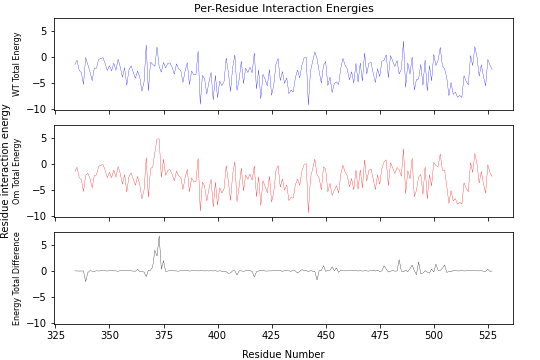 Per-Residue Interaction Energies
Residue interaction energy
WT Total Energy
5
0
−5
−10
Om Total Energy
5
0
−5
−10
Energy Total Difference
5
0
−5
−10
325 350 375 400 425 450 475 500 525
Residue Number